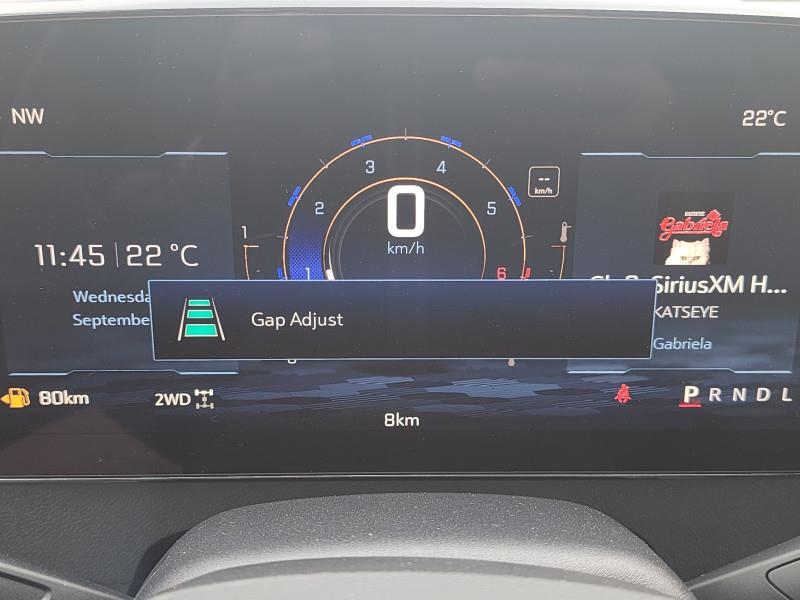 NW
22°C
3
4
2
5
--
km/h
0
km/h
1
11:45 22 °C
1
6
Gabriela
SiriusXM H...
Wednesda
Septembe
Gap Adjust
KATSEYE
Gabriela
80km
2WD
P R N D L
8km